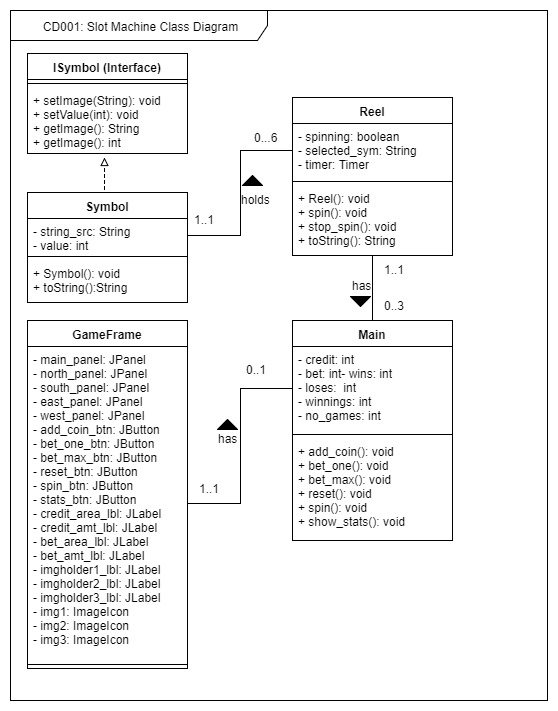 CD001: Slot Machine Class Diagram
ISymbol (Interface)
+ setImage(String): void
+ setValue(int): void
+ getImage(): String
+ getImage(): int
Symbol
- string_src: String
- value: int
+ Symbol(): void
+ toString():String
1..1
0...6
holds
Reel
- spinning: boolean
- selected_sym: String
- timer: Timer
+ Reel(): void
+ spin(): void
+ stop_spin(): void
+ toString(): String
1..1
has
0..3
GameFrame
- main_panel: JPanel
- north_panel: JPanel
- south_panel: JPanel
- east_panel: JPanel
- west_panel: JPanel
- add_coin_btn: JButton
- bet_one_btn: JButton
- bet_max_btn: JButton
- reset_btn: JButton
- spin_btn: JButton
- stats_btn: JButton
- credit_area_lbl: JLabel
- credit_amt_lbl: JLabel
- bet_area_lbl: JLabel
- bet_amt_lbl: JLabel
- imgholder1_lbl: JLabel
- imgholder2_lbl: JLabel
- imgholder3_lbl: JLabel
- img1: ImageIcon
- img2: ImageIcon
- img3: ImageIcon
0..1
has
1..1
Main
- credit: int
- bet: int- wins: int
- loses:  int
- winnings: int
- no_games: int
+ add_coin(): void
+ bet_one(): void
+ bet_max(): void
+ reset(): void
+ spin(): void
+ show_stats(): void